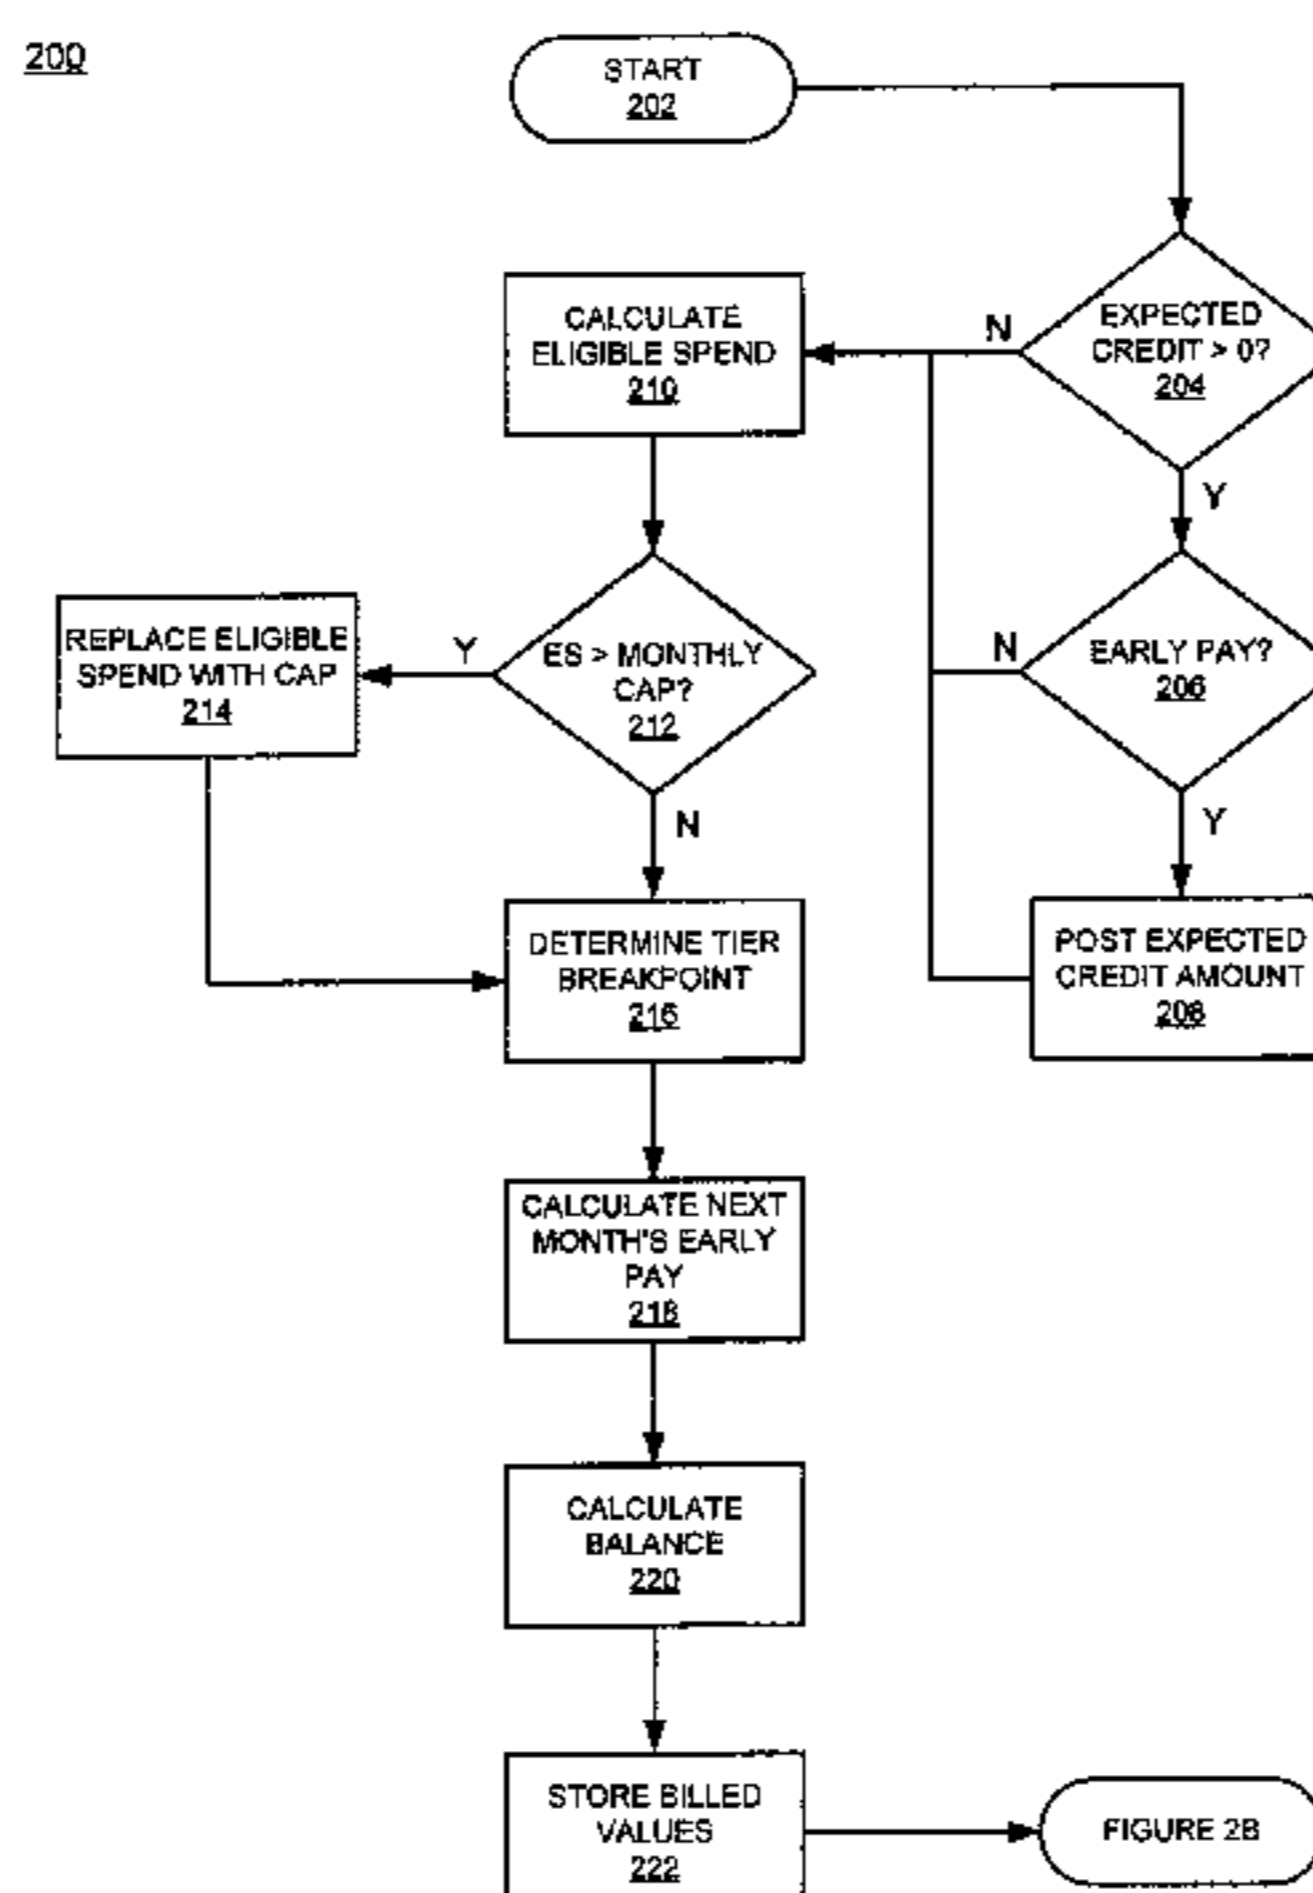 200
START
202
EXPECTED
CREDIT > 0?
204
N
Y
CALCULATE
ELIGIBLE SPEND
210
EARLY PAY?
206
N
Y
POST EXPECTED
CREDIT AMOUNT
208
ES > MONTHLY
CAP?
212
Y
N
REPLACE ELIGIBLE
SPEND WITH CAP
214
DETERMINE TIER
BREAKPOINT
216
CALCULATE NEXT
MONTH'S EARLY
PAY
218
CALCULATE
BALANCE
220
STORE BILLED
VALUES
222
FIGURE 2B